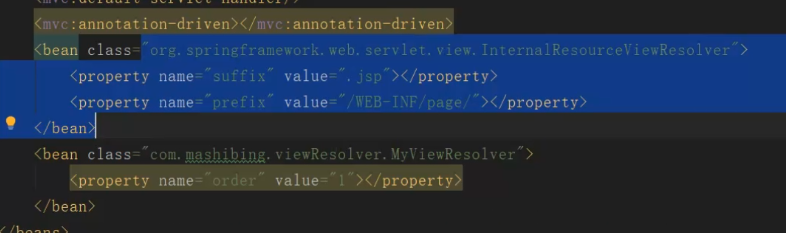 <mvc:default-servlet-handler/>
<mvc:annotation-driven></mvc:annotation-driven>
<bean class="org.springframework.web.servlet.view.InternalResourceViewResolver">
<property name="suffix" value=".jsp"></property>
<property name="prefix" value="/WEB-INF/page/"></property>
</bean>
<bean class="com.mashibing.viewResolver.MyViewResolver">
<property name="order" value="1"></property>
</bean>
</beans>